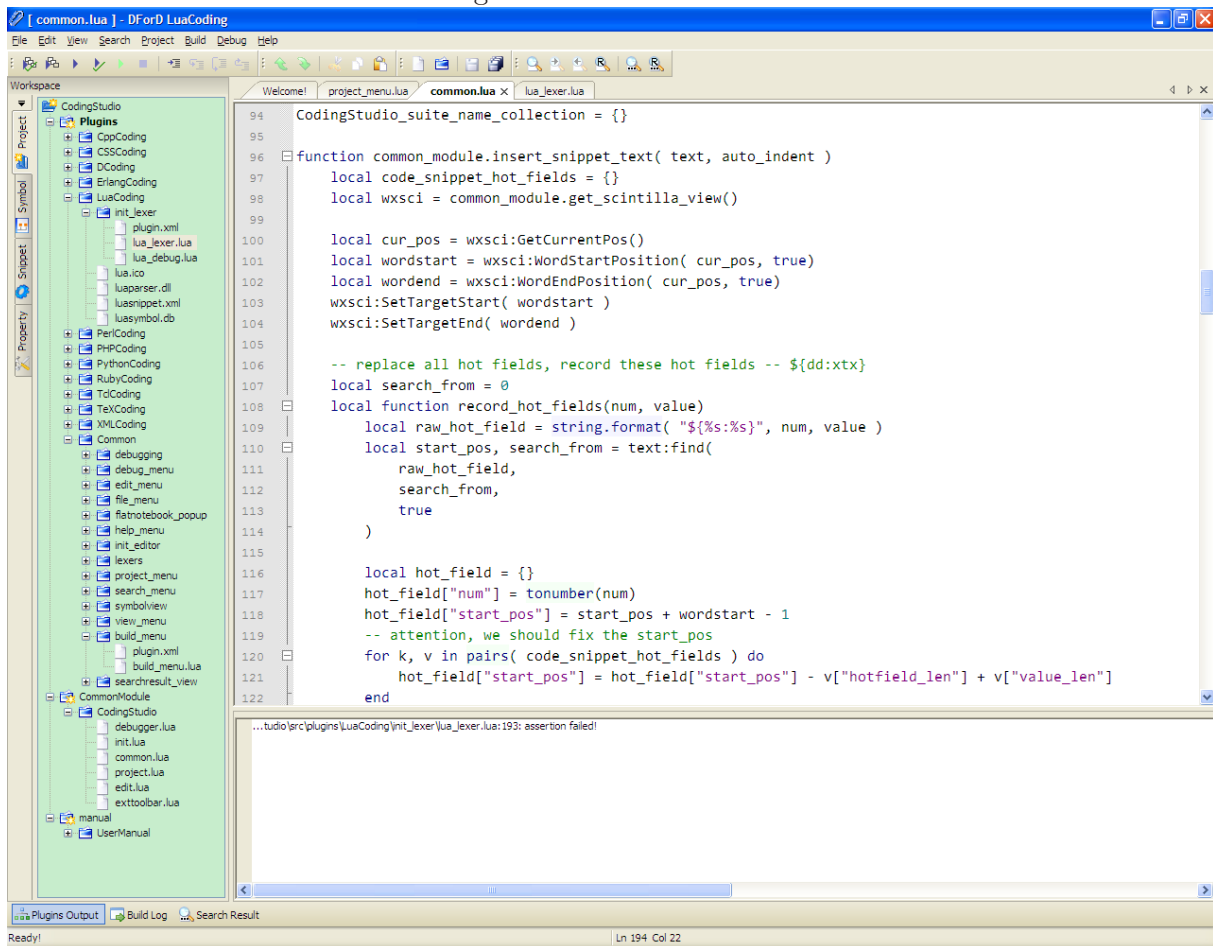 [ common.lua ] - DForD LuaCoding
File Edit View Search Project Build Debug Help
Workspace
Project
Symbol
Snippet
Property
CodingStudio
Plugins
CppCoding
CSSCoding
DCoding
ErlangCoding
LuaCoding
init_lexer
plugin.xml
lua_lexer.lua
lua_debug.lua
lua.ico
luaparser.dll
luasnippet.xml
luasymbol.db
PerlCoding
PHPCoding
PythonCoding
RubyCoding
TclCoding
TeXCoding
XMLCoding
Common
debugging
debug_menu
edit_menu
file_menu
flatnotebook_popup
help_menu
init_editor
lexers
project_menu
search_menu
symbolview
view_menu
build_menu
plugin.xml
build_menu.lua
searchresult_view
CommonModule
CodingStudio
debugger.lua
init.lua
common.lua
project.lua
edit.lua
exttoolbar.lua
manual
UserManual
Welcome! project_menu.lua common.lua lua_lexer.lua
94 CodingStudio_suite_name_collection = {}
95
96 function common_module.insert_snippet_text( text, auto_indent )
97 local code_snippet_hot_fields = {}
98 local wxsci = common_module.get_scintilla_view()
99
100 local cur_pos = wxsci:GetCurrentPos()
101 local wordstart = wxsci:WordStartPosition( cur_pos, true)
102 local wordend = wxsci:WordEndPosition( cur_pos, true)
103 wxsci:SetTargetStart( wordstart )
104 wxsci:SetTargetEnd( wordend )
105
106 -- replace all hot fields, record these hot fields -- ${dd:xtx}
107 local search_from = 0
108 local function record_hot_fields(num, value)
109 local raw_hot_field = string.format( "${%s:%s}", num, value )
110 local start_pos, search_from = text:find(
111 raw_hot_field,
112 search_from,
113 true
114 )
115
116 local hot_field = {}
117 hot_field["num"] = tonumber(num)
118 hot_field["start_pos"] = start_pos + wordstart - 1
119 -- attention, we should fix the start_pos
120 for k, v in pairs( code_snippet_hot_fields ) do
121 hot_field["start_pos"] = hot_field["start_pos"] - v["hotfield_len"] + v["value_len"]
122 end
...tudio\src\plugins\LuaCoding\init_lexer\lua_lexer.lua:193: assertion failed!
Plugins Output Build Log Search Result
Ready! Ln 194 Col 22